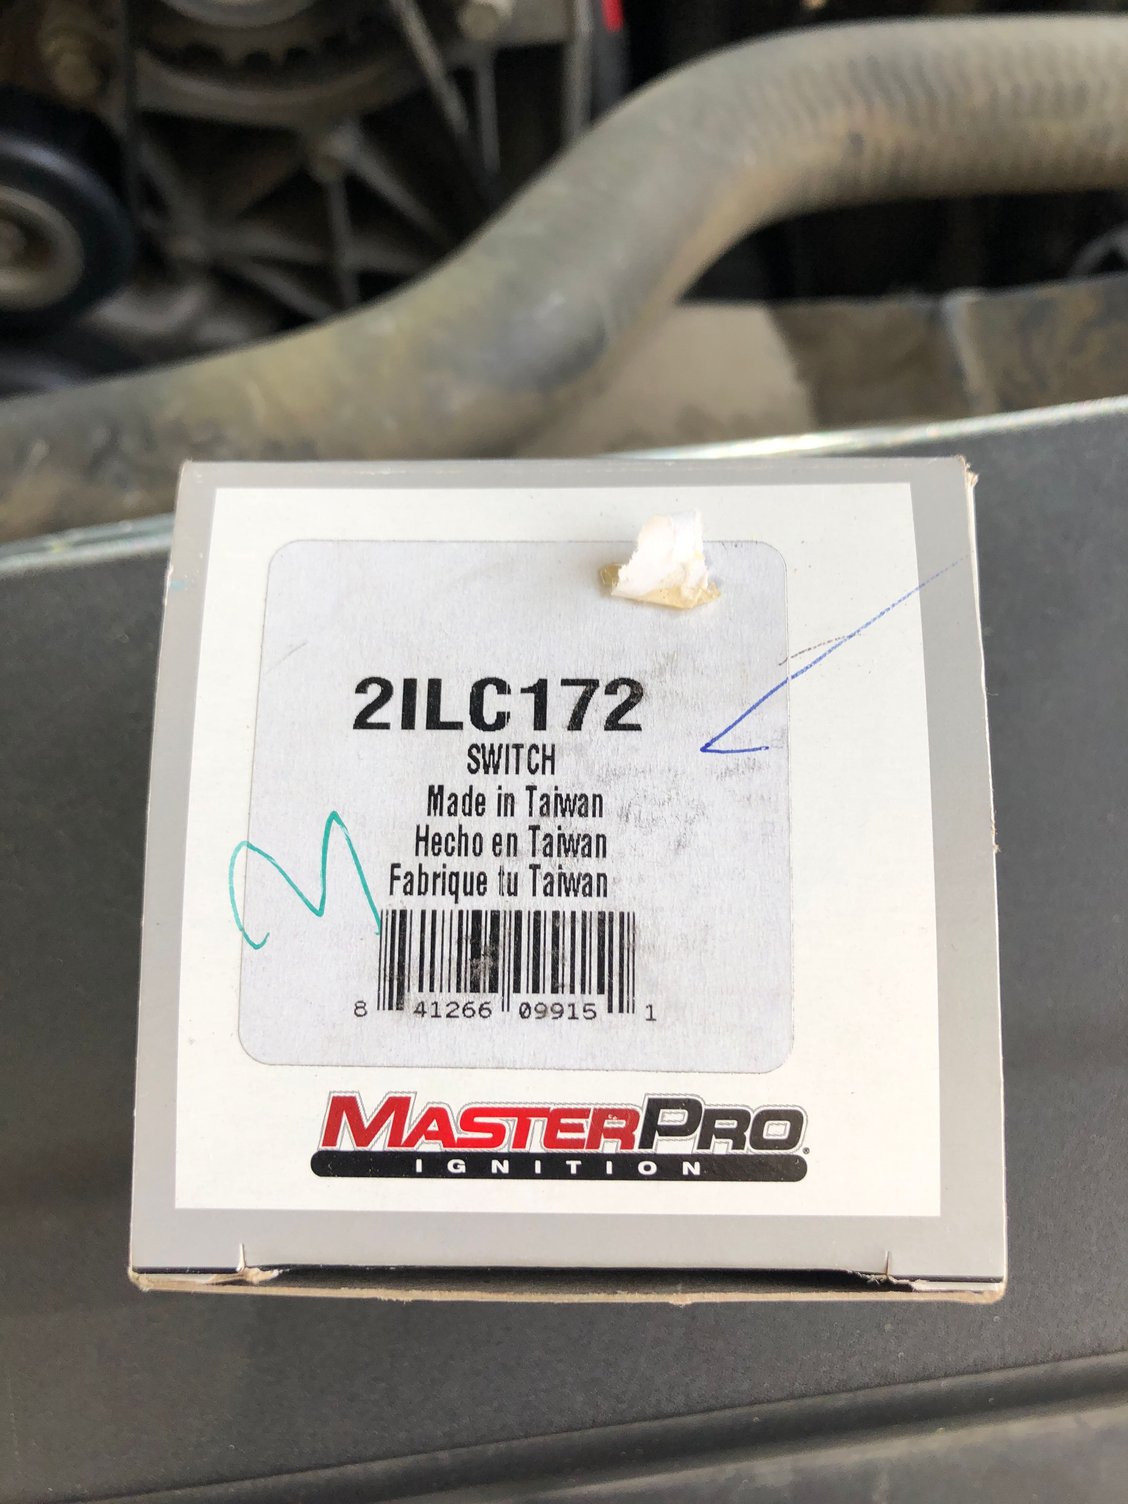 2ILC172
SWITCH
Made in Taiwan
Hecho en Taiwan
Fabrique tu Taiwan
8 41266 09915 1
MASTERPRO
IGNITION